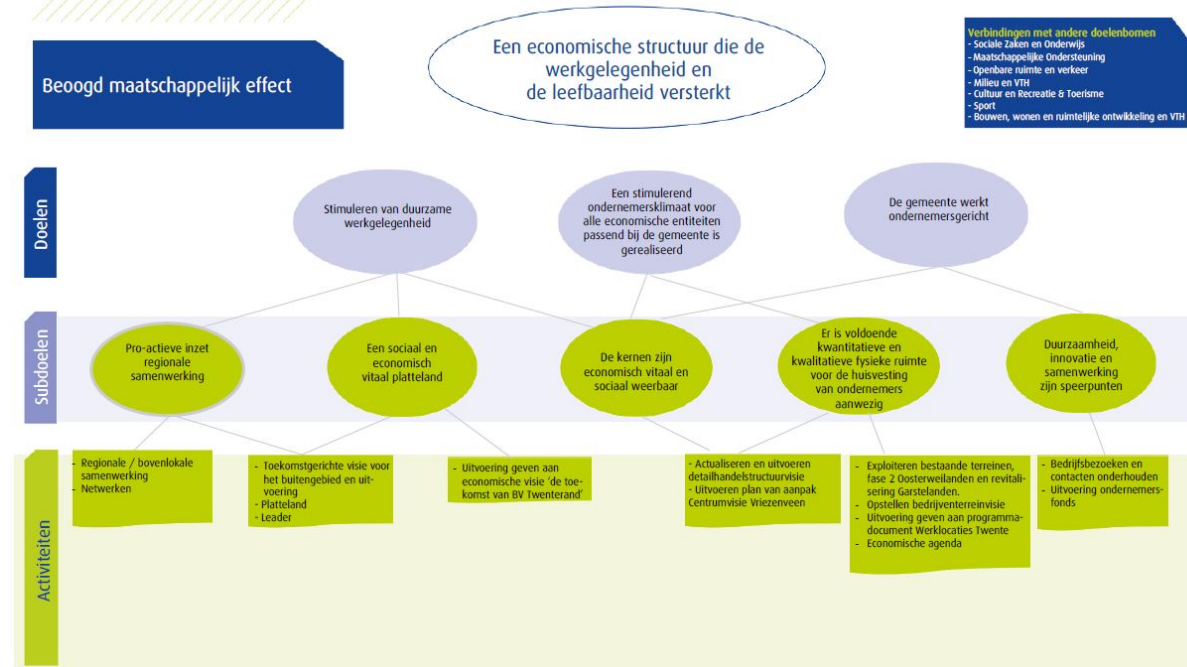 Beoogd maatschappelijk effect
Een economische structuur die de
werkgelegenheid en
de leefbaarheid versterkt
Verbindingen met andere doelenbomen
- Sociale Zaken en Onderwijs
- Maatschappelijke Ondersteuning
- Openbare ruimte en verkeer
- Milieu en VTH
- Cultuur en Recreatie & Toerisme
- Sport
- Bouwen, wonen en ruimtelijke ontwikkeling en VTH
Doelen
Stimuleren van duurzame
werkgelegenheid
Een stimulerend
ondernemersklimaat voor
alle economische entiteiten
passend bij de gemeente is
gerealiseerd
De gemeente werkt
ondernemersgericht
Subdoelen
Pro-actieve inzet
regionale
samenwerking
Een sociaal en
economisch
vitaal platteland
De kernen zijn
economisch vitaal en
sociaal weerbaar
Er is voldoende
kwantitatieve en
kwalitatieve fysieke ruimte
voor de huisvesting
van ondernemers
aanwezig
Duurzaamheid,
innovatie en
samenwerking
zijn speerpunten
Activiteiten
- Regionale / bovenlokale
samenwerking
- Netwerken
- Toekomstgerichte visie voor
het buitengebied en uit-
voering
- Platteland
- Leader
- Uitvoering geven aan
economische visie 'de toe-
komst van BV Twenterand'
- Actualiseren en uitvoeren
detailhandelstructuurvisie
- Uitvoeren plan van aanpak
Centrumvisie Vriezenveen
- Exploiteren bestaande terreinen,
fase 2 Oosterweilanden en revitali-
sering Garstelanden.
- Opstellen bedrijventerreinvisie
- Uitvoering geven aan programma-
document Werklocaties Twente
- Economische agenda
- Bedrijfsbezoeken en
contacten onderhouden
- Uitvoering ondernemers-
fonds